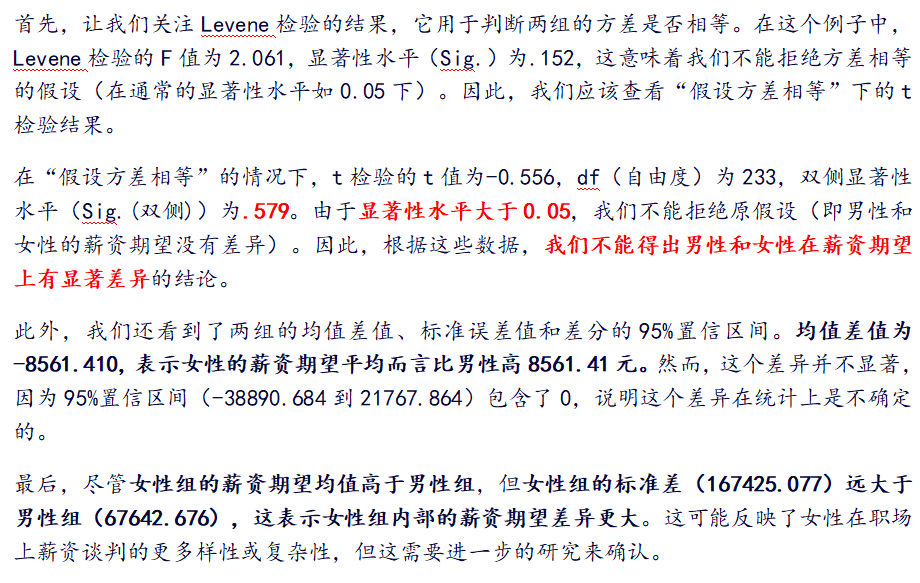 首先，让我们关注 Levene 检验的结果，它用于判断两组的方差是否相等。在这个例子中，
Levene 检验的 F 值为 2.061，显著性水平（Sig.）为.152，这意味着我们不能拒绝方差相等
的假设（在通常的显著性水平如 0.05 下）。因此，我们应该查看“假设方差相等”下的 t
检验结果。
在“假设方差相等”的情况下，t 检验的 t 值为-0.556，df（自由度）为 233，双侧显著性
水平（Sig.(双侧)）为.579。由于显著性水平大于 0.05，我们不能拒绝原假设（即男性和
女性的薪资期望没有差异）。因此，根据这些数据，我们不能得出男性和女性在薪资期望
上有显著差异的结论。
此外，我们还看到了两组的均值差值、标准误差值和差分的 95%置信区间。均值差值为
-8561.410，表示女性的薪资期望平均而言比男性高 8561.41 元。然而，这个差异并不显著，
因为 95%置信区间（-38890.684 到 21767.864）包含了 0，说明这个差异在统计上是不确定
的。
最后，尽管女性组的薪资期望均值高于男性组，但女性组的标准差（167425.077）远大于
男性组（67642.676），这表示女性组内部的薪资期望差异更大。这可能反映了女性在职场
上薪资谈判的更多样性或复杂性，但这需要进一步的研究来确认。